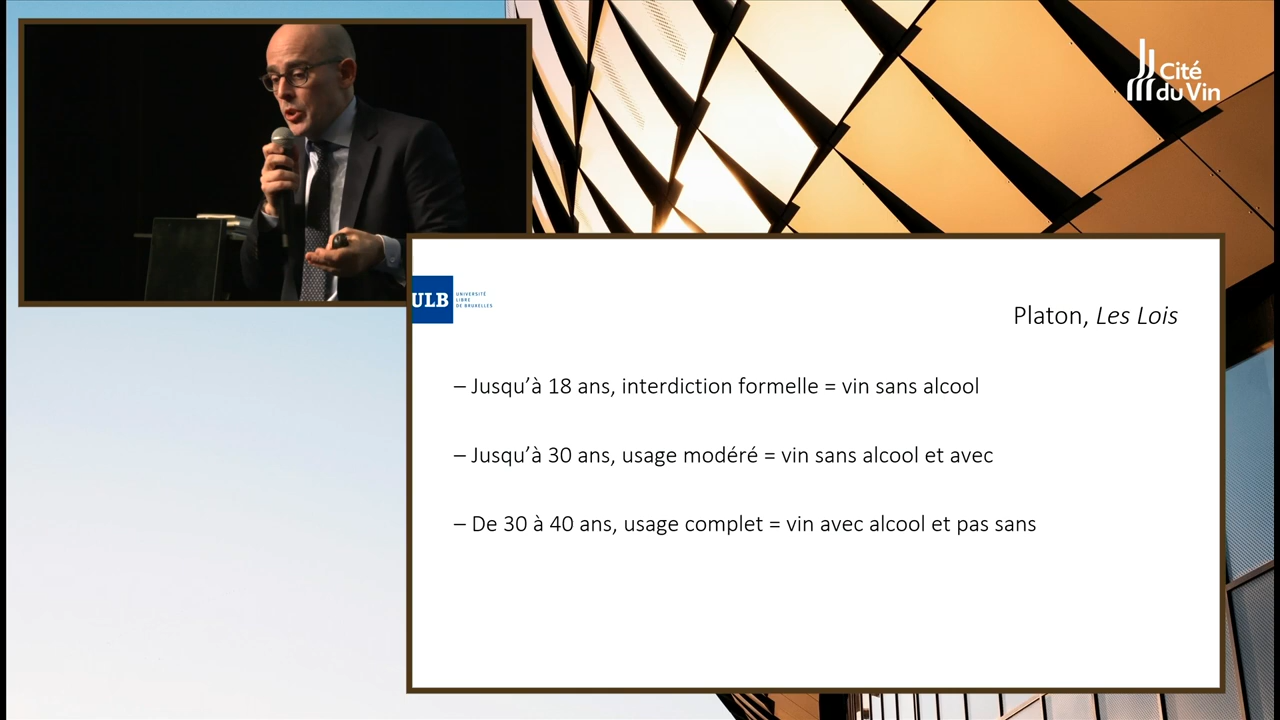 Cité
du Vin
ULB
UNIVERSITÉ
LIBRE
DE BRUXELLES
Platon, Les Lois
– Jusqu’à 18 ans, interdiction formelle = vin sans alcool
– Jusqu’à 30 ans, usage modéré = vin sans alcool et avec
– De 30 à 40 ans, usage complet = vin avec alcool et pas sans